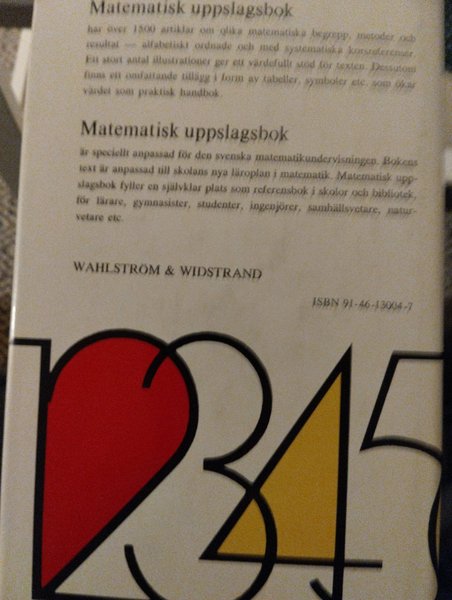 Matematisk uppslagsbok
har över 1500 artiklar om olika matematiska begrepp, metoder och
resultat — alfabetiskt ordnade och med systematiska korsreferenser.
Ett stort antal illustrationer ger ett värdefullt stöd för texten. Dessutom
finns ett omfattande tillägg i form av tabeller, symboler etc. som ökar
värdet som praktisk handbok.
Matematisk uppslagsbok
är speciellt anpassad för den svenska matematikundervisningen. Bokens
text är anpassad till skolans nya läroplan i matematik. Matematisk upp-
slagsbok fyller en självklar plats som referensbok i skolor och bibliotek,
för lärare, gymnasister, studenter, ingenjörer, samhällsvetare, natur-
vetare etc.
WAHLSTRÖM & WIDSTRAND
ISBN 91-46-13004-7
12345